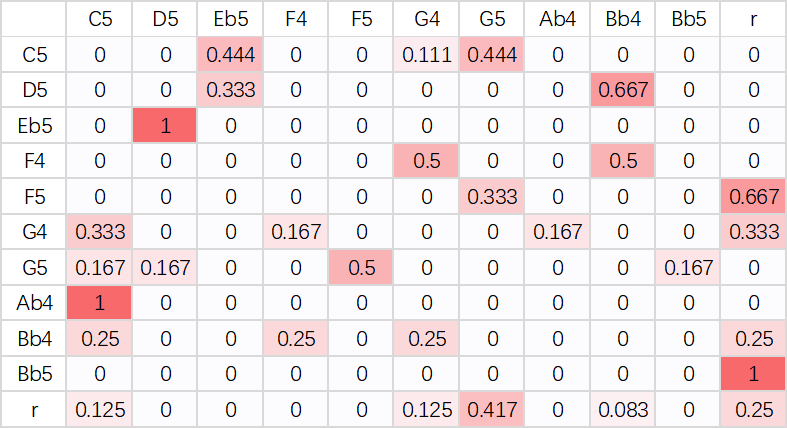 C5 D5 Eb5 F4 F5 G4 G5 Ab4 Bb4 Bb5 r
C5 0 0 0.444 0 0 0.111 0.444 0 0 0 0
D5 0 0 0.333 0 0 0 0 0 0.667 0 0
Eb5 0 1 0 0 0 0 0 0 0 0 0
F4 0 0 0 0 0 0.5 0 0 0.5 0 0
F5 0 0 0 0 0 0 0.333 0 0 0 0.667
G4 0.333 0 0 0.167 0 0 0 0.167 0 0 0.333
G5 0.167 0.167 0 0 0.5 0 0 0 0 0.167 0
Ab4 1 0 0 0 0 0 0 0 0 0 0
Bb4 0.25 0 0 0.25 0 0.25 0 0 0 0 0.25
Bb5 0 0 0 0 0 0 0 0 0 0 1
r 0.125 0 0 0 0 0.125 0.417 0 0.083 0 0.25